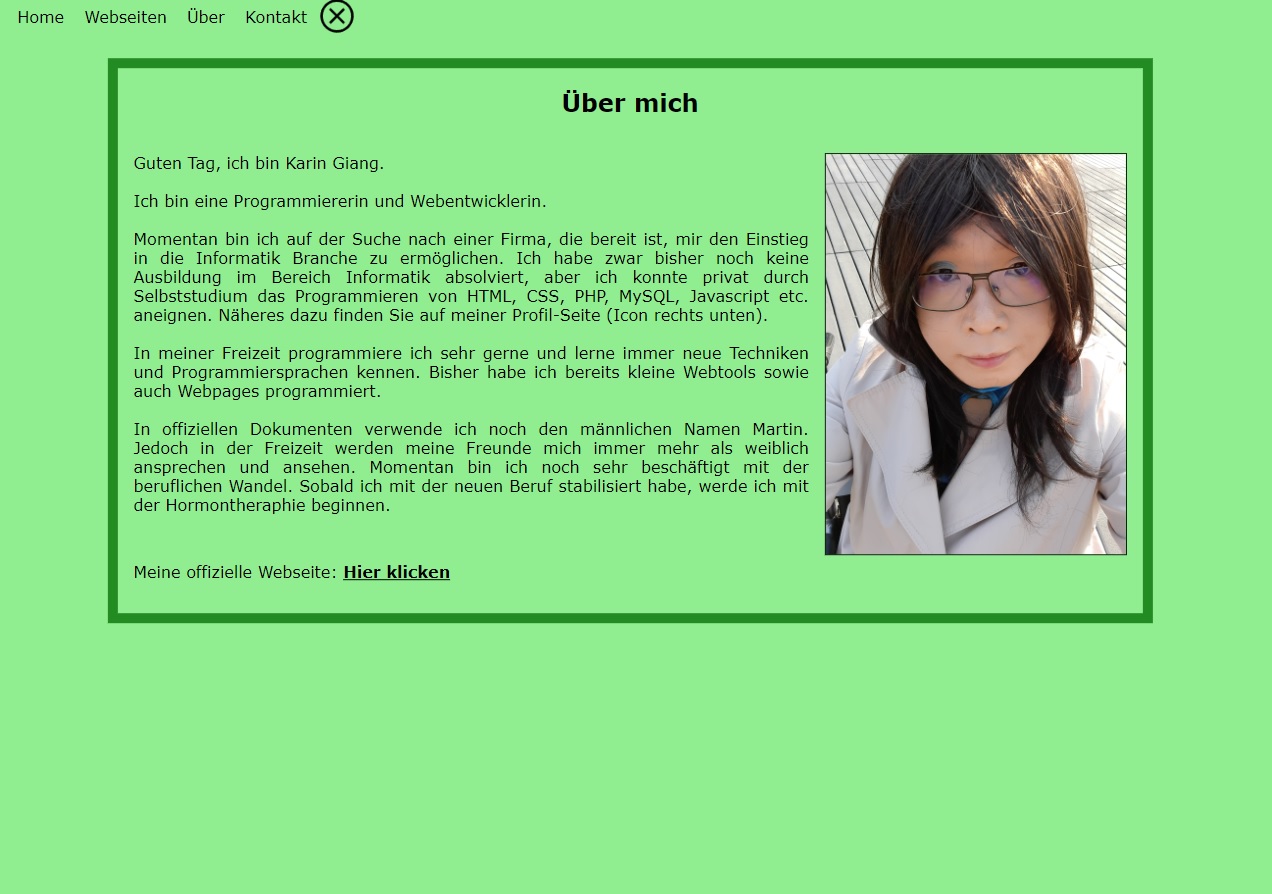 Home Webseiten Über Kontakt
Über mich
Guten Tag, ich bin Karin Giang.
Ich bin eine Programmiererin und Webentwicklerin.
Momentan bin ich auf der Suche nach einer Firma, die bereit ist, mir den Einstieg
in die Informatik Branche zu ermöglichen. Ich habe zwar bisher noch keine
Ausbildung im Bereich Informatik absolviert, aber ich konnte privat durch
Selbststudium das Programmieren von HTML, CSS, PHP, MySQL, Javascript etc.
aneignen. Näheres dazu finden Sie auf meiner Profil-Seite (Icon rechts unten).
In meiner Freizeit programmiere ich sehr gerne und lerne immer neue Techniken
und Programmiersprachen kennen. Bisher habe ich bereits kleine Webtools sowie
auch Webpages programmiert.
In offiziellen Dokumenten verwende ich noch den männlichen Namen Martin.
Jedoch in der Freizeit werden meine Freunde mich immer mehr als weiblich
ansprechen und ansehen. Momentan bin ich noch sehr beschäftigt mit der
beruflichen Wandel. Sobald ich mit der neuen Beruf stabilisiert habe, werde ich mit
der Hormontheraphie beginnen.
Meine offizielle Webseite: Hier klicken